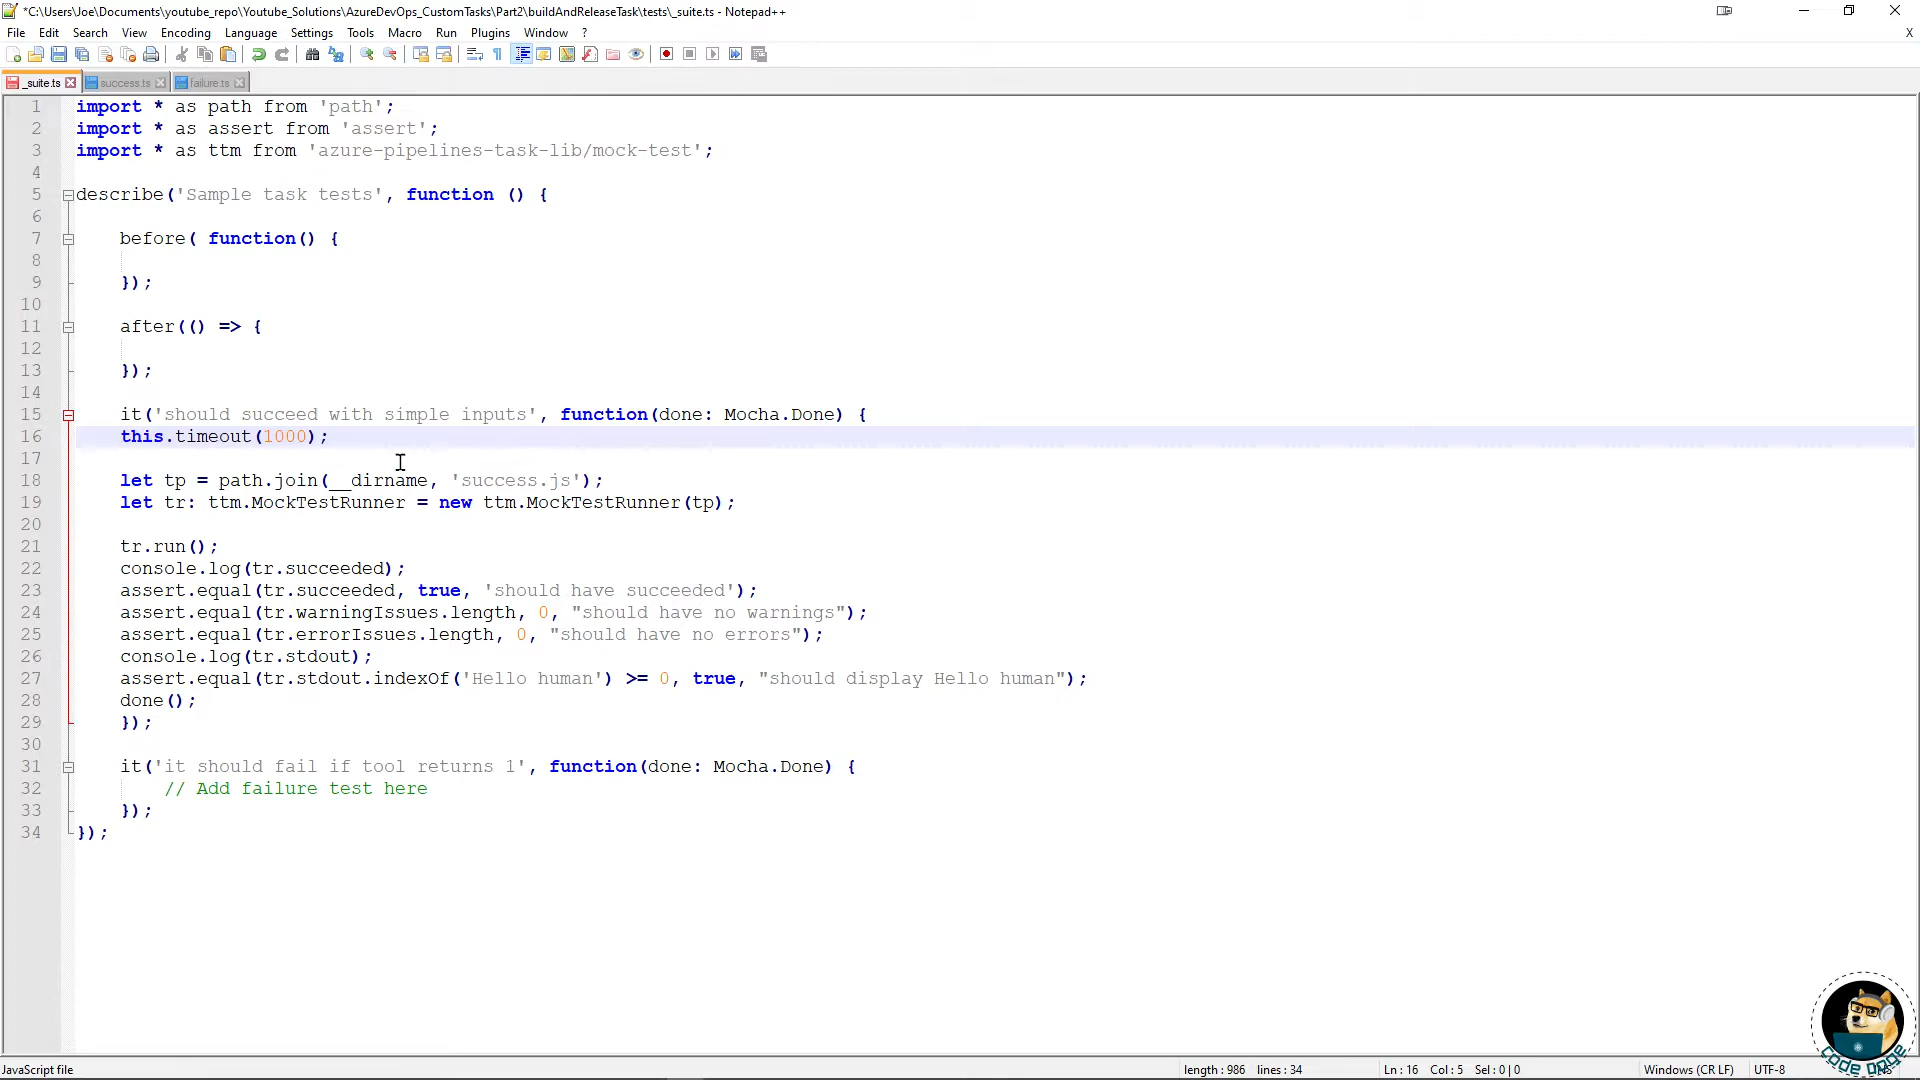 *C:\Users\Joe\Documents\youtube_repo\Youtube_Solutions\AzureDevOps_CustomTasks\Part2\buildAndReleaseTask\tests\_suite.ts - Notepad++
File Edit Search View Encoding Language Settings Tools Macro Run Plugins Window ? X
_suite.ts success.ts failure.ts
1 import * as path from 'path';
2 import * as assert from 'assert';
3 import * as ttm from 'azure-pipelines-task-lib/mock-test';
4
5 describe('Sample task tests', function () {
6
7 before( function() {
8
9 });
10
11 after(() => {
12
13 });
14
15 it('should succeed with simple inputs', function(done: Mocha.Done) {
16 this.timeout(1000);
17
18 let tp = path.join(__dirname, 'success.js');
19 let tr: ttm.MockTestRunner = new ttm.MockTestRunner(tp);
20
21 tr.run();
22 console.log(tr.succeeded);
23 assert.equal(tr.succeeded, true, 'should have succeeded');
24 assert.equal(tr.warningIssues.length, 0, "should have no warnings");
25 assert.equal(tr.errorIssues.length, 0, "should have no errors");
26 console.log(tr.stdout);
27 assert.equal(tr.stdout.indexOf('Hello human') >= 0, true, "should display Hello human");
28 done();
29 });
30
31 it('it should fail if tool returns 1', function(done: Mocha.Done) {
32 // Add failure test here
33 });
34 });
code doge
JavaScript file length : 986 lines : 34 Ln : 16 Col : 5 Sel : 0 | 0 Windows (CR LF) UTF-8